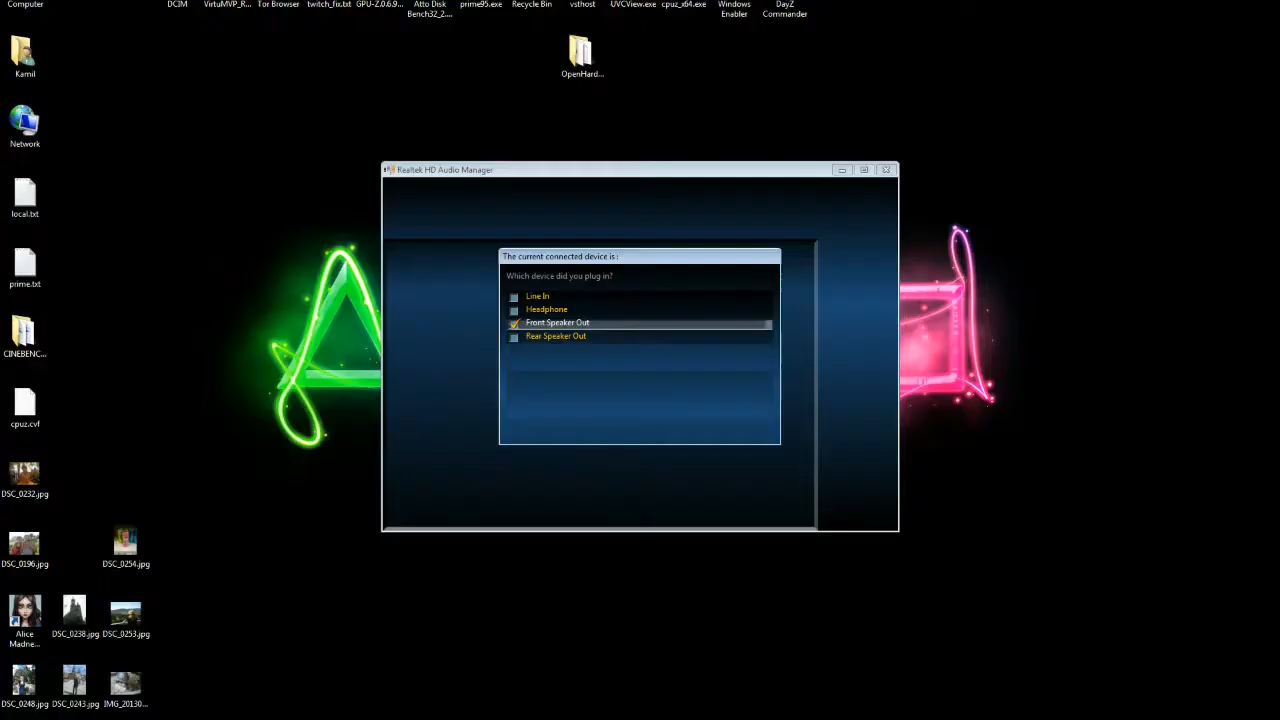 Computer
DCIM
VirtuMVP_R...
Tor Browser
twitch_fix.txt
GPU-Z.0.6.9...
Atto Disk
Bench32_2....
prime95.exe
Recycle Bin
vsthost
UVCView.exe
cpuz_x64.exe
Windows
Enabler
DayZ
Commander
Kamil
OpenHard...
Network
local.txt
prime.txt
CINEBENC...
cpuz.cvf
DSC_0232.jpg
DSC_0196.jpg
DSC_0254.jpg
Alice
Madne...
DSC_0238.jpg
DSC_0253.jpg
DSC_0248.jpg
DSC_0243.jpg
IMG_20130...
Realtek HD Audio Manager
The current connected device is :
Which device did you plug in?
Line In
Headphone
Front Speaker Out
Rear Speaker Out